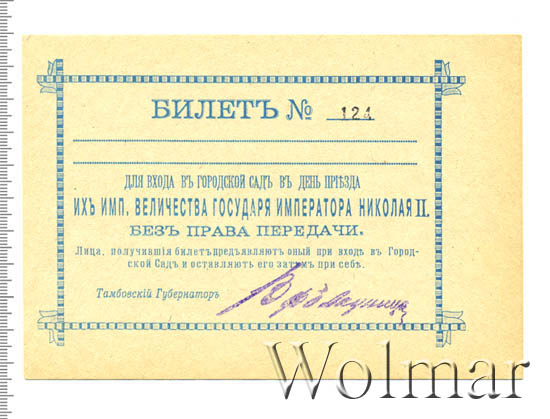 БИЛЕТЪ № 124
ДЛЯ ВХОДА ВЪ ГОРОДСКОЙ САДЪ ВЪ ДЕНЬ ПРІѢЗДА
ИХЪ ИМП. ВЕЛИЧЕСТВА ГОСУДАРЯ ИМПЕРАТОРА НИКОЛАЯ II.
БЕЗЪ ПРАВА ПЕРЕДАЧИ.
Лица, получившія билетъ предъявляютъ оный при входѣ въ Город-
ской Садъ и оставляютъ его затѣмъ при себѣ.
Тамбовскій Губернаторъ
Wolmar